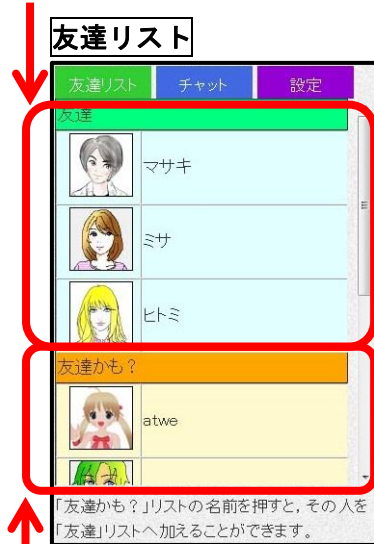 友達リスト
友達リスト チャット 設定
友達
マサキ
ミサ
ヒトミ
友達かも？
atwe
「友達かも？」リストの名前を押すと，その人を
「友達」リストへ加えることができます。